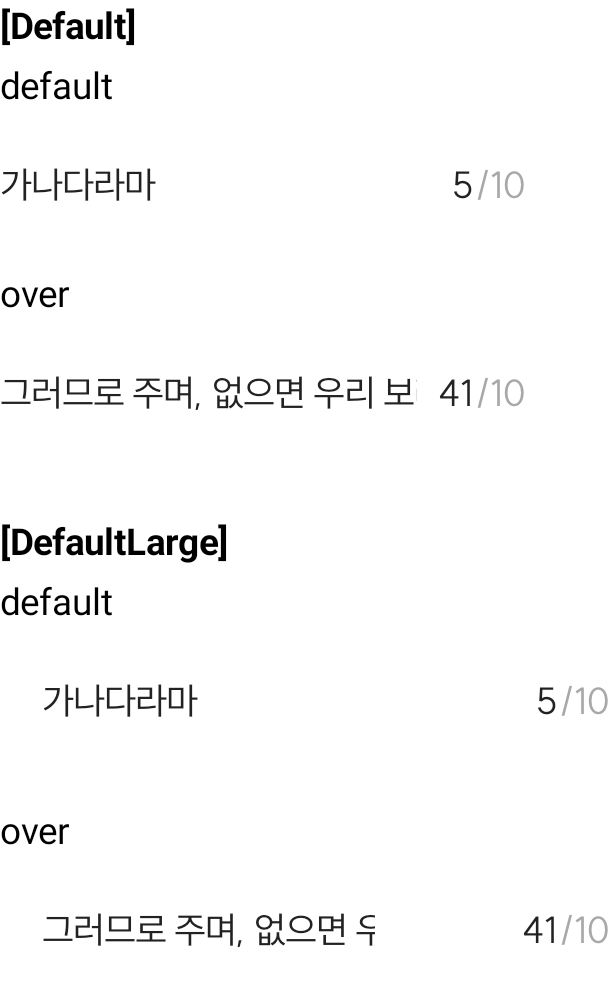 [Default]
default
가나다라마 5/10
over
그러므로 주며, 없으면 우리 보 41/10
[DefaultLarge]
default
가나다라마 5/10
over
그러므로 주며, 없으면 우 41/10